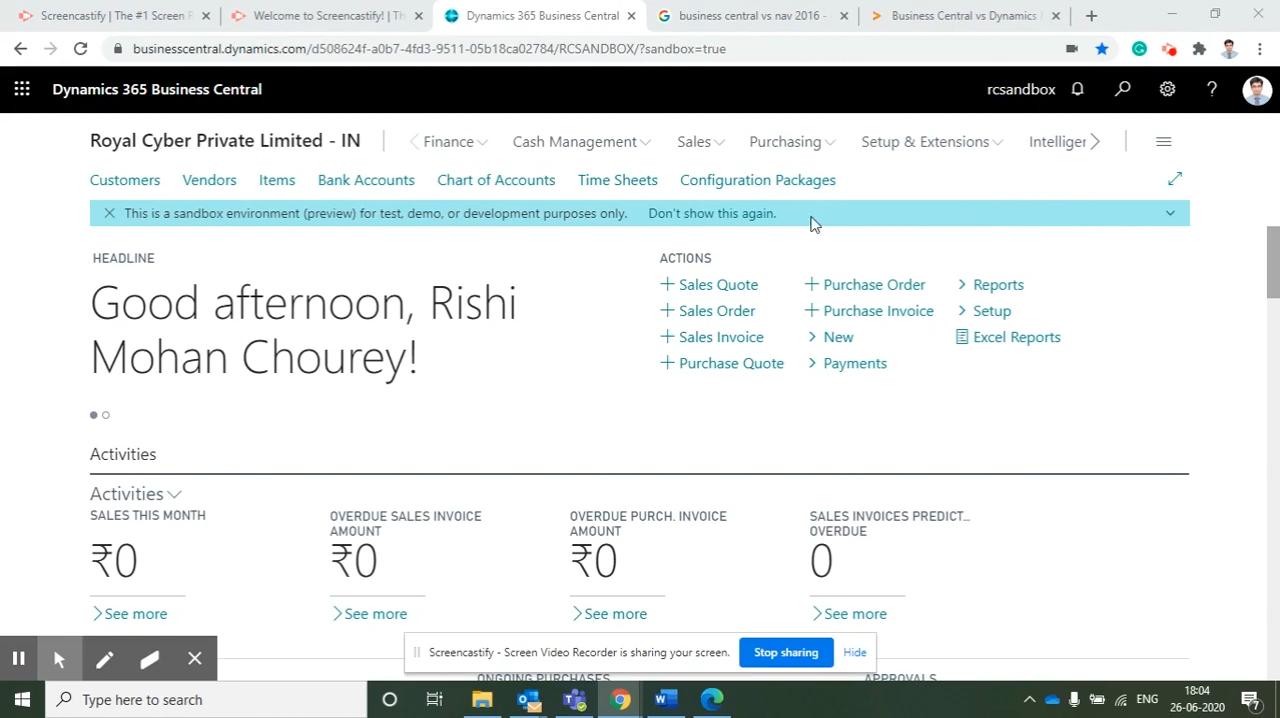 Screencastify | The #1 Screen R
Welcome to Screencastify! | Th
Dynamics 365 Business Central
business central vs nav 2016 -
Business Central vs Dynamics
businesscentral.dynamics.com/d508624f-a0b7-4fd3-9511-05b18ca02784/RCSANDBOX/?sandbox=true
Dynamics 365 Business Central
rcsandbox
Royal Cyber Private Limited - IN
Finance
Cash Management
Sales
Purchasing
Setup & Extensions
Intelliger
Customers
Vendors
Items
Bank Accounts
Chart of Accounts
Time Sheets
Configuration Packages
This is a sandbox environment (preview) for test, demo, or development purposes only.
Don't show this again.
HEADLINE
Good afternoon, Rishi
Mohan Chourey!
ACTIONS
Sales Quote
Sales Order
Sales Invoice
Purchase Quote
Purchase Order
Purchase Invoice
New
Payments
Reports
Setup
Excel Reports
Activities
Activities
SALES THIS MONTH
₹0
See more
OVERDUE SALES INVOICE
AMOUNT
₹0
See more
OVERDUE PURCH. INVOICE
AMOUNT
₹0
See more
SALES INVOICES PREDICT...
OVERDUE
0
See more
Screencastify - Screen Video Recorder is sharing your screen.
Stop sharing
Hide
ONGOING PURCHASES
APPROVALS
Type here to search
ENG
18:04
26-06-2020
7